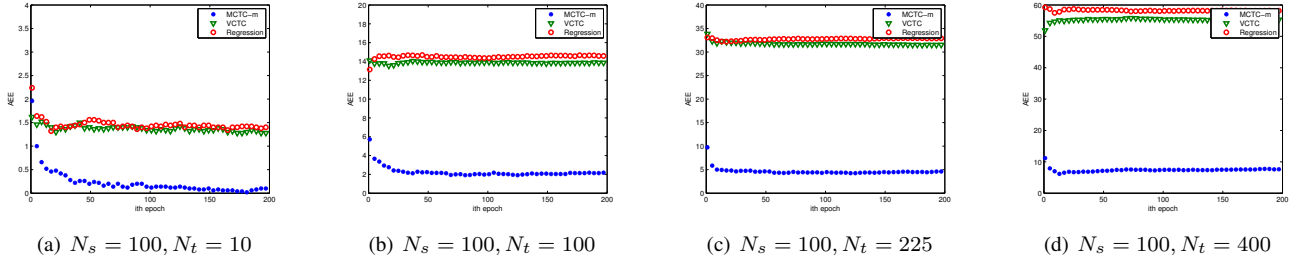 4
3.5
3
2.5
2
1.5
1
0.5
0
AEE
0 50 100 150 200
ith epoch
MCTC-m
VCTC
Regression
(a) N_s = 100, N_t = 10
20
18
16
14
12
10
8
6
4
2
0
AEE
0 50 100 150 200
ith epoch
MCTC-m
VCTC
Regression
(b) N_s = 100, N_t = 100
40
35
30
25
20
15
10
5
0
AEE
0 50 100 150 200
ith epoch
MCTC-m
VCTC
Regression
(c) N_s = 100, N_t = 225
60
50
40
30
20
10
0
AEE
0 50 100 150 200
ith epoch
MCTC-m
VCTC
Regression
(d) N_s = 100, N_t = 400